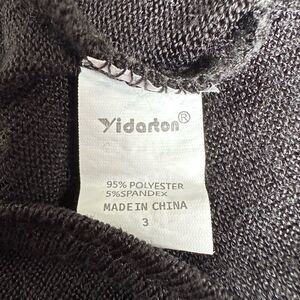 Yidarton®
95% POLYESTER
5%SPANDEX
MADE IN CHINA
3